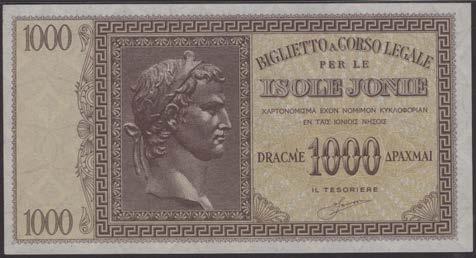 1000
BIGLIETTO A CORSO LEGALE
PER LE
ISOLE JONIE
ΧΑΡΤΟΝΟΜΙΣΜΑ ΕΧΟΝ ΝΟΜΙΜΟΝ ΚΥΚΛΟΦΟΡΙΑΝ
ΕΝ ΤΑΙΣ ΙΟΝΙΟΙΣ ΝΗΣΟΙΣ
DRACME 1000 ΔΡΑΧΜΑΙ
IL TESORIERE
1000